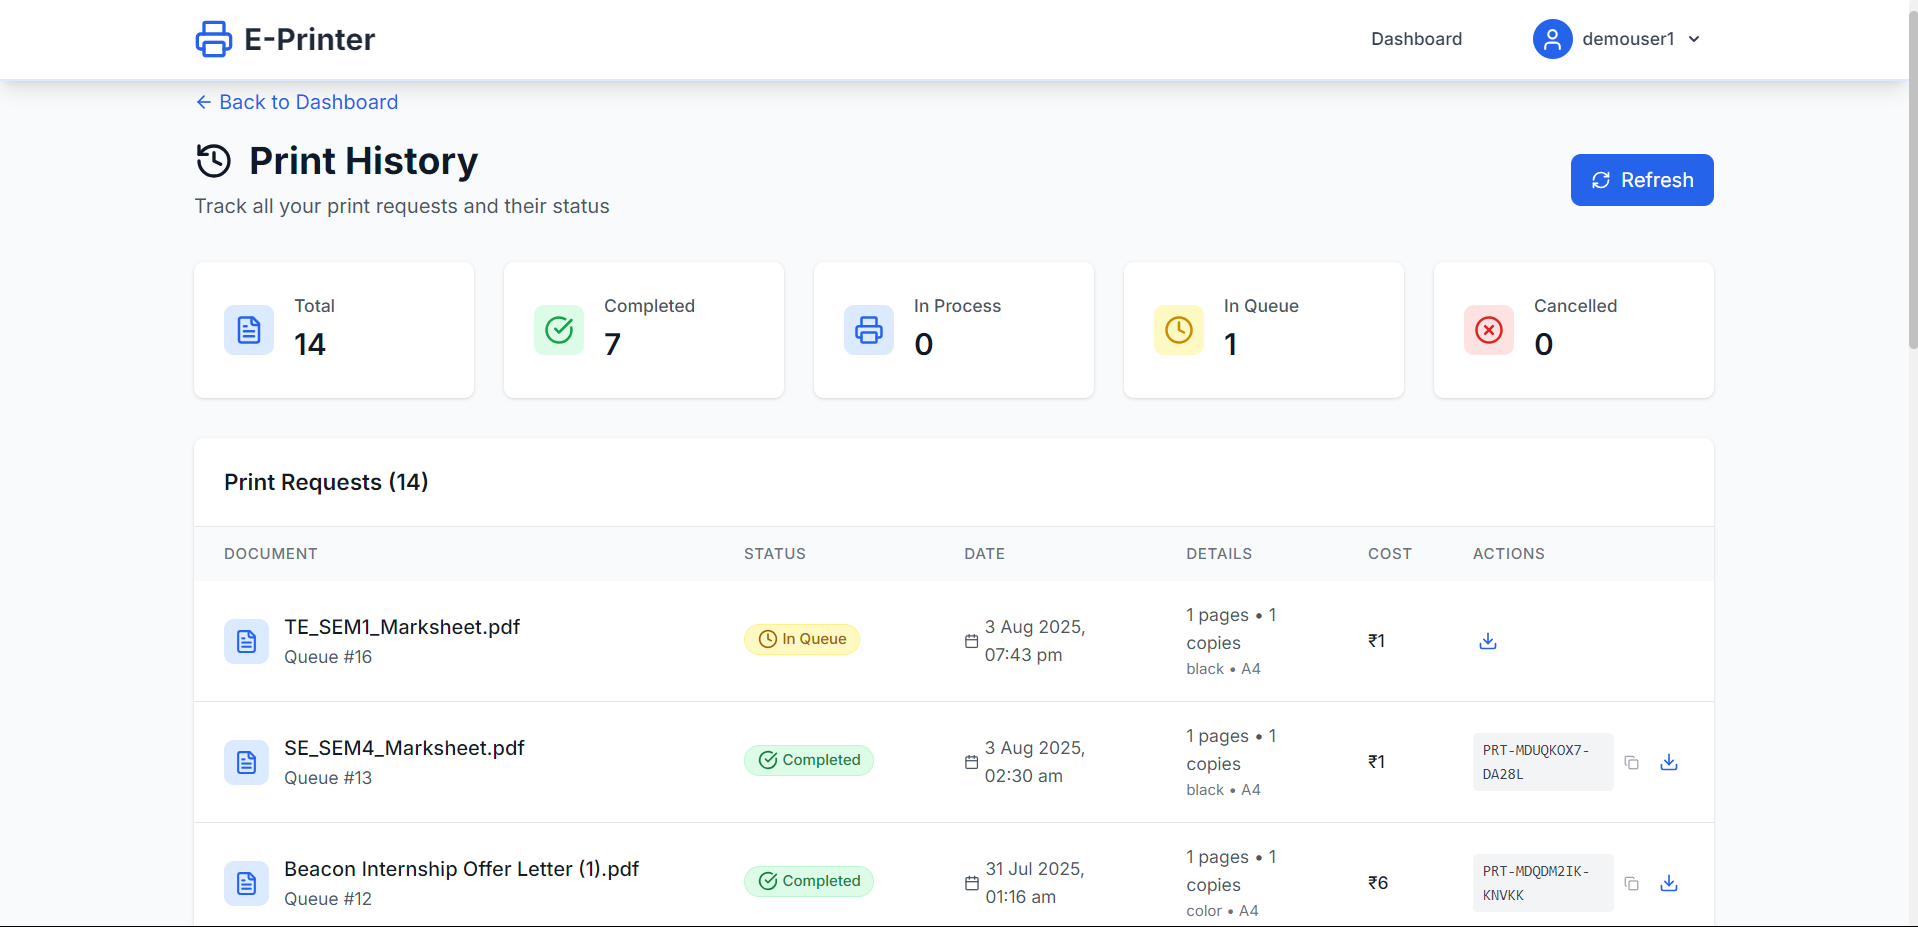 E-Printer
Dashboard
demouser1
Back to Dashboard
Print History
Track all your print requests and their status
Refresh
Total
14
Completed
7
In Process
0
In Queue
1
Cancelled
0
Print Requests (14)
DOCUMENT STATUS DATE DETAILS COST ACTIONS
TE_SEM1_Marksheet.pdf
Queue #16
In Queue
3 Aug 2025,
07:43 pm
1 pages • 1
copies
black • A4
₹1
SE_SEM4_Marksheet.pdf
Queue #13
Completed
3 Aug 2025,
02:30 am
1 pages • 1
copies
black • A4
₹1
PRT-MDUQKOX7-
DA28L
Beacon Internship Offer Letter (1).pdf
Queue #12
Completed
31 Jul 2025,
01:16 am
1 pages • 1
copies
color • A4
₹6
PRT-MDQDM2IK-
KNVKK